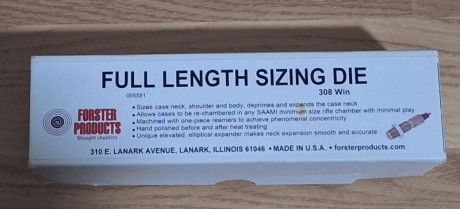 FULL LENGTH SIZING DIE
005591
308 Win
• Sizes case neck, shoulder and body, deprimes and expands the case neck
• Allows cases to be re-chambered in any SAAMI minimum size rifle chamber with minimal play
• Machined with one-piece reamers to achieve phenomenal concentricity
• Hand polished before and after heat treating
• Unique elevated, elliptical expander makes neck expansion smooth and accurate
FORSTER
PRODUCTS
Straight shooters
310 E. LANARK AVENUE, LANARK, ILLINOIS 61046 • MADE IN U.S.A. • forsterproducts.com